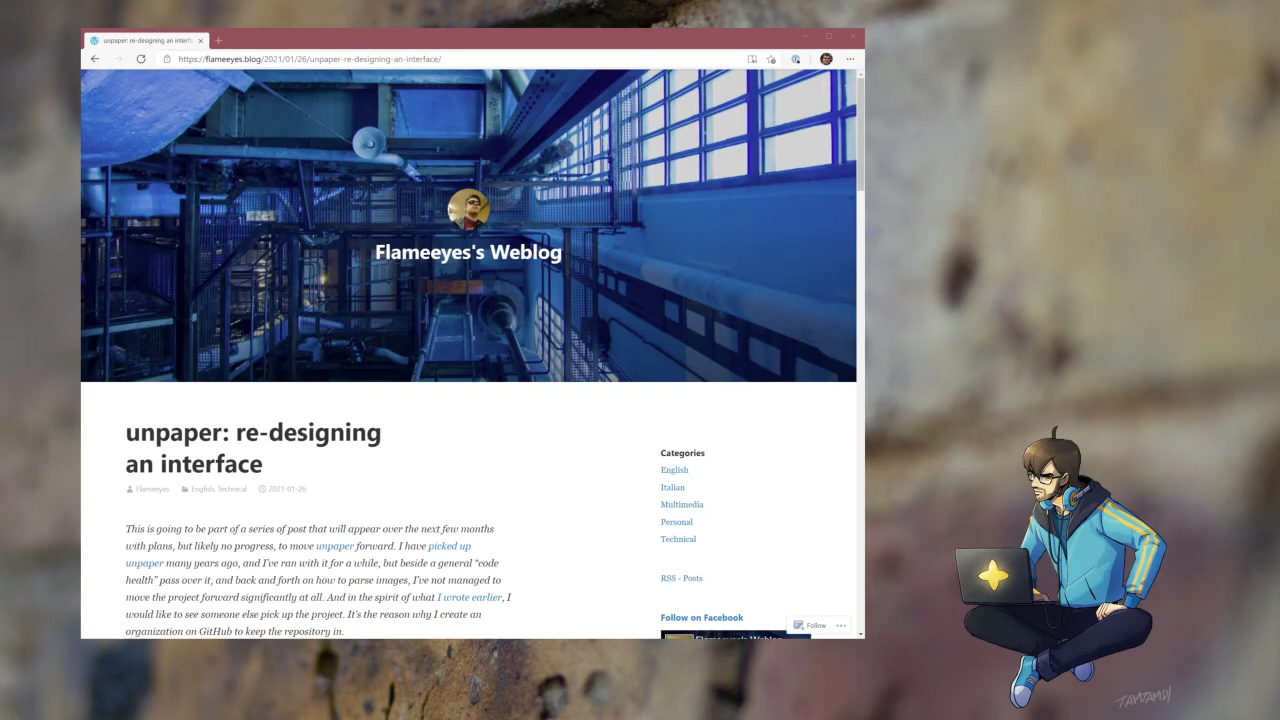 unpaper: re-designing an interfa
https://flameeyes.blog/2021/01/26/unpaper-re-designing-an-interface/
Flameeyes's Weblog
unpaper: re-designing
an interface
Flameeyes English, Technical 2021-01-26
This is going to be part of a series of post that will appear over the next few months
with plans, but likely no progress, to move unpaper forward. I have picked up
unpaper many years ago, and I've ran with it for a while, but beside a general "code
health" pass over it, and back and forth on how to parse images, I've not managed to
move the project forward significantly at all. And in the spirit of what I wrote earlier, I
would like to see someone else pick up the project. It's the reason why I create an
organization on GitHub to keep the repository in.
Categories
English
Italian
Multimedia
Personal
Technical
RSS - Posts
Follow on Facebook
Flameeyes's Weblog
Follow
TAMTAMDI